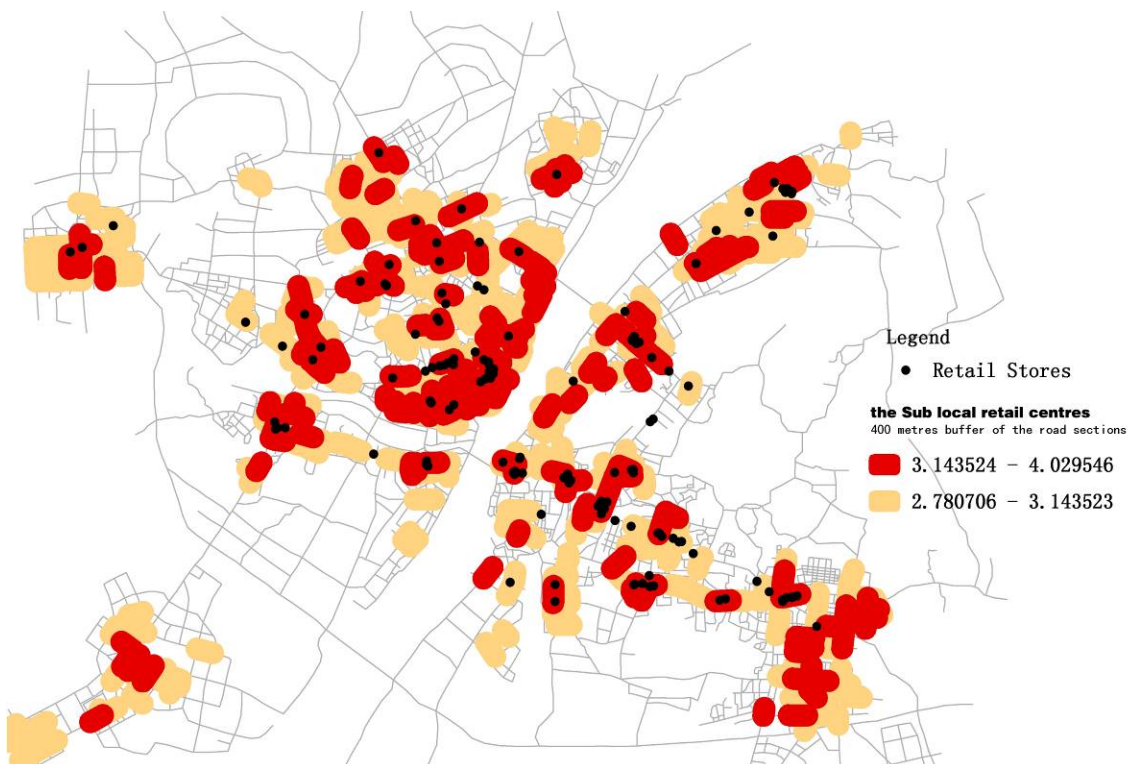 Legend
Retail Stores
the Sub local retail centres
400 metres buffer of the road sections
3.143524 - 4.029546
2.780706 - 3.143523